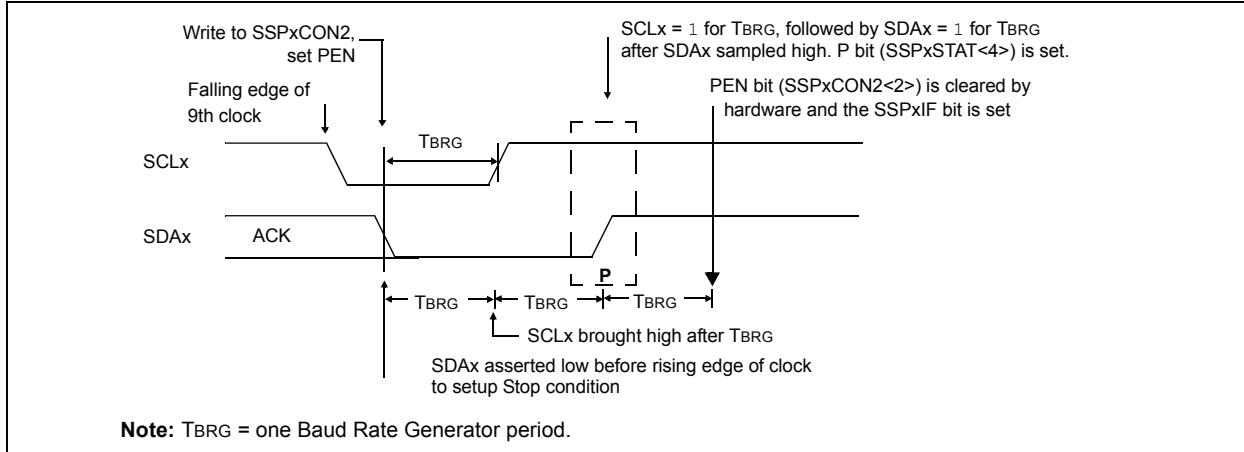 Write to SSPxCON2,
set PEN
SCLx = 1 for TBRG, followed by SDAx = 1 for TBRG
after SDAx sampled high. P bit (SSPxSTAT<4>) is set.
Falling edge of
9th clock
PEN bit (SSPxCON2<2>) is cleared by
hardware and the SSPxIF bit is set
TBRG
SCLx
SDAx
ACK
P
TBRG
TBRG
TBRG
SCLx brought high after TBRG
SDAx asserted low before rising edge of clock
to setup Stop condition
Note: TBRG = one Baud Rate Generator period.